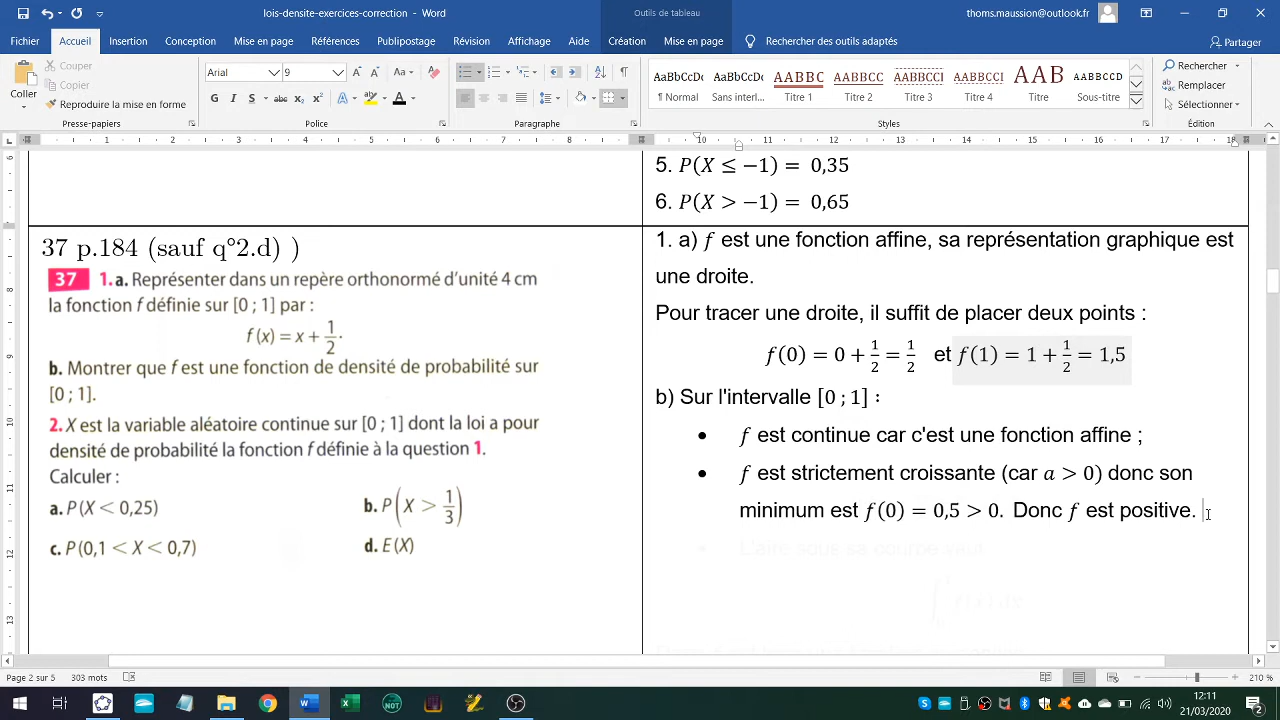 lois-densite-exercices-correction - Word
Outils de tableau
thoms.maussion@outlook.fr
Fichier Accueil Insertion Conception Mise en page Références Publipostage Révision Affichage Aide Création Mise en page Rechercher des outils adaptés Partager
Couper
Copier
Coller
Reproduire la mise en forme
Presse-papiers
Arial 9
G I S abc x₂ x²
Police
Paragraphe
AaBbCcDc AaBbCcDc AABBC AABBCC AABBCCI AABBCCI AAB AABBCCD
¶ Normal Sans interl... Titre 1 Titre 2 Titre 3 Titre 4 Titre Sous-titre
Styles
Rechercher
Remplacer
Sélectionner
Édition
5. P(X ≤ −1) = 0,35
6. P(X > −1) = 0,65
37 p.184 (sauf q°2.d) )
37 1. a. Représenter dans un repère orthonormé d'unité 4 cm
la fonction f définie sur [0 ; 1] par :
f(x) = x + 1/2.
b. Montrer que f est une fonction de densité de probabilité sur
[0 ; 1].
2. X est la variable aléatoire continue sur [0 ; 1] dont la loi a pour
densité de probabilité la fonction f définie à la question 1.
Calculer :
a. P(X < 0,25) b. P(X > 1/3)
c. P(0,1 < X < 0,7) d. E(X)
1. a) f est une fonction affine, sa représentation graphique est
une droite.
Pour tracer une droite, il suffit de placer deux points :
f(0) = 0 + 1/2 = 1/2 et f(1) = 1 + 1/2 = 1,5
b) Sur l'intervalle [0 ; 1] :
• f est continue car c'est une fonction affine ;
• f est strictement croissante (car a > 0) donc son
minimum est f(0) = 0,5 > 0. Donc f est positive.
• L'aire sous sa courbe vaut
Page 2 sur 5 303 mots 210 %
12:11
21/03/2020